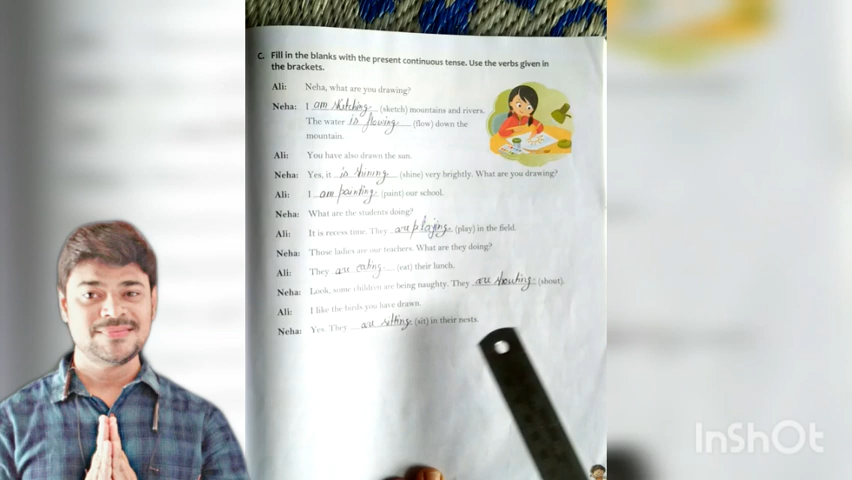 C. Fill in the blanks with the present continuous tense. Use the verbs given in
the brackets.
Ali: Neha, what are you drawing?
Neha: I am sketching (sketch) mountains and rivers.
The water is flowing (flow) down the
mountain.
Ali: You have also drawn the sun.
Neha: Yes, it is shining (shine) very brightly. What are you drawing?
Ali: I am painting (paint) our school.
Neha: What are the students doing?
Ali: It is recess time. They are playing (play) in the field.
Neha: Those ladies are our teachers. What are they doing?
Ali: They are eating (eat) their lunch.
Neha: Look, some children are being naughty. They are shouting (shout).
Ali: I like the birds you have drawn.
Neha: Yes. They are sitting (sit) in their nests.
InShOt